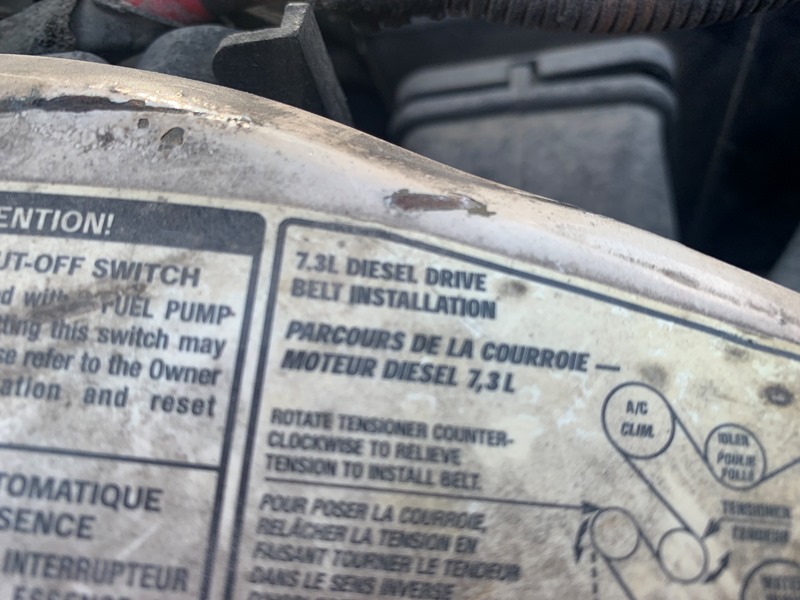 ENTION!
UT-OFF SWITCH
FUEL PUMP-
this switch may
refer to the Owner
ation and reset
TOMATIQUE
SENCE
INTERRUPTEUR
7.3L DIESEL DRIVE
BELT INSTALLATION
PARCOURS DE LA COURROIE —
MOTEUR DIESEL 7,3 L
ROTATE TENSIONER COUNTER-
CLOCKWISE TO RELIEVE
TENSION TO INSTALL BELT.
POUR POSER LA COURROIE,
RELÂCHER LA TENSION EN
FAISANT TOURNER LE TENDEUR
DANS LE SENS INVERSE
A/C
CLIM.
IDLER
POULIE
FOLLE
TENSIONER
TENDEUR